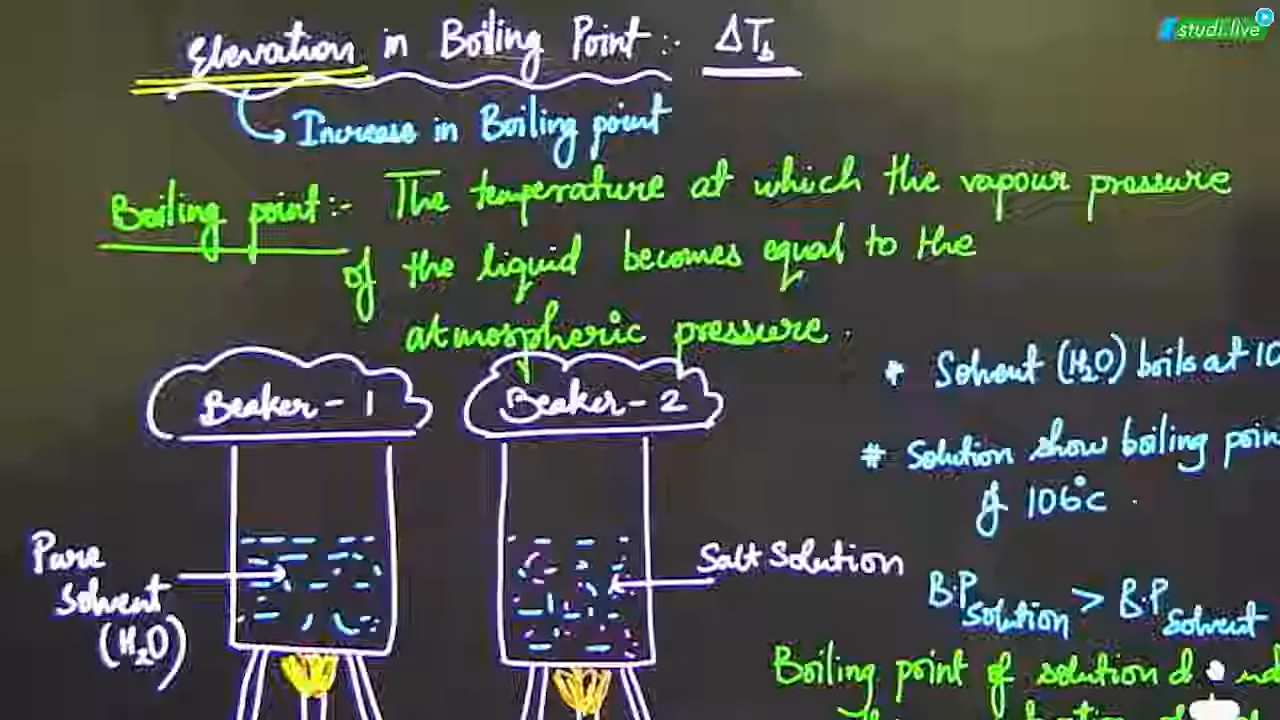 studi.live
Elevation in Boiling Point :- ΔTb
Increase in Boiling point
Boiling point :- The temperature at which the vapour pressure
of the liquid becomes equal to the
atmospheric pressure.
Beaker - 1
Beaker - 2
* Solvent (H₂O) boils at 10
# Solution show boiling poin
of 106°c .
Pure
Solvent
(H₂O)
Salt Solution
B.P Solution > B.P Solvent
Boiling point of solution